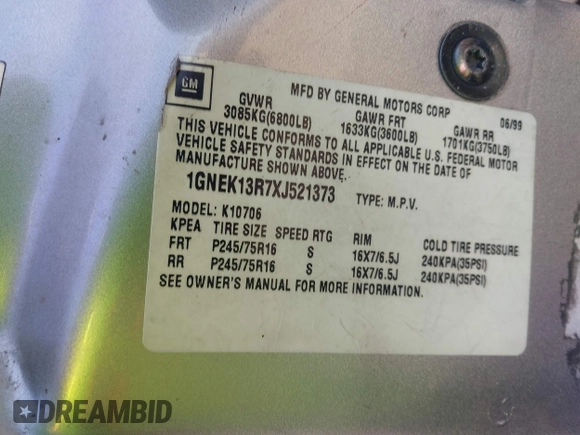 GM
MFD BY GENERAL MOTORS CORP 06/99
GVWR GAWR FRT GAWR RR
3085KG(6800LB) 1633KG(3600LB) 1701KG(3750LB)
THIS VEHICLE CONFORMS TO ALL APPLICABLE U.S. FEDERAL MOTOR
VEHICLE SAFETY STANDARDS IN EFFECT ON THE DATE OF
MANUFACTURE SHOWN ABOVE.
1GNEK13R7XJ521373 TYPE: M.P.V.
MODEL: K10706
KPEA TIRE SIZE SPEED RTG RIM COLD TIRE PRESSURE
FRT P245/75R16 S 16X7/6.5J 240KPA(35PSI)
RR P245/75R16 S 16X7/6.5J 240KPA(35PSI)
SEE OWNER'S MANUAL FOR MORE INFORMATION.
DREAMBID